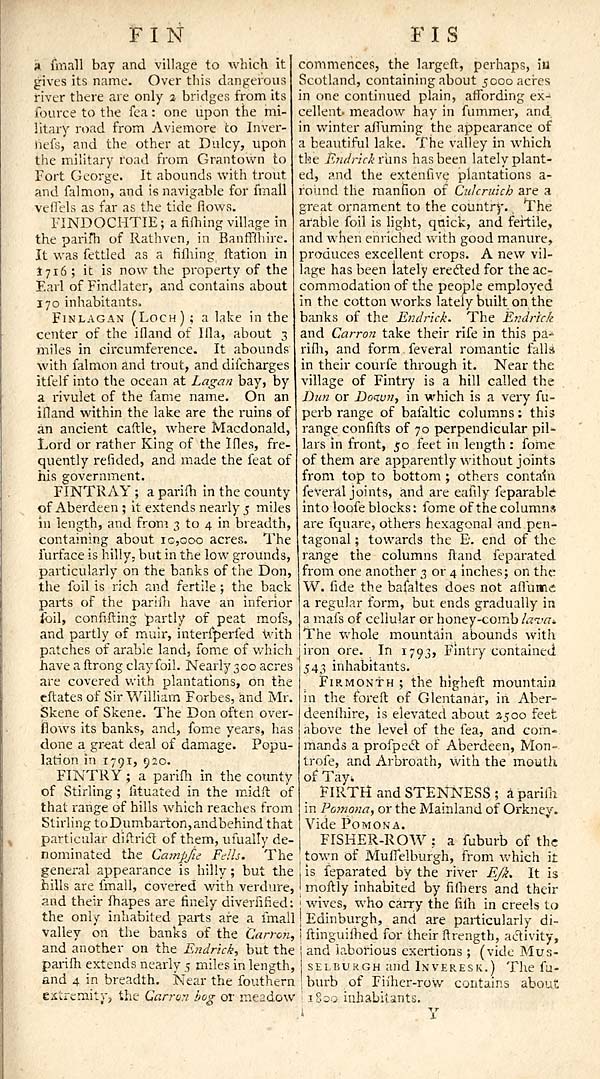 FIN
FIS
a ſmall bay and village to which it
gives its name. Over this dangerous
river there are only 2 bridges from its
ſource to the ſea: one upon the mi-
litary road from Aviemore to Inver-
neſs, and the other at Dulcy, upon
the military road from Grantown to
Fort George. It abounds with trout
and ſalmon, and is navigable for ſmall
veſſels as far as the tide flows.
FINDOCHTIE; a fiſhing village in
the pariſh of Rathven, in Banffſhire.
It was ſettled as a fiſhing ſtation in
1716; it is now the property of the
Earl of Findlater, and contains about
170 inhabitants.
FINLAGAN (LOCH); a lake in the
center of the iſland of Iſla, about 3
miles in circumference. It abounds
with ſalmon and trout, and diſcharges
itſelf into the ocean at Lagan bay, by
a rivulet of the ſame name. On an
iſland within the lake are the ruins of
an ancient caſtle, where Macdonald,
Lord or rather King of the Iſles, fre-
quently reſided, and made the ſeat of
his government.
FINTRAY; a pariſh in the county
of Aberdeen; it extends nearly 5 miles
in length, and from 3 to 4 in breadth,
containing about 10,000 acres. The
ſurface is hilly, but in the low grounds,
particularly on the banks of the Don,
the ſoil is rich and fertile; the back
parts of the pariſh have an inferior
ſoil, conſiſting partly of peat moſs,
and partly of muir, interſperſed with
patches of arable land, ſome of which
have a ſtrong clay ſoil. Nearly 300 acres
are covered with plantations, on the
eſtates of Sir William Forbes, and Mr.
Skene of Skene. The Don often over-
flows its banks, and, ſome years, has
done a great deal of damage. Popu-
lation in 1791, 920.
FINTRY; a pariſh in the county
of Stirling; ſituated in the midſt of
that range of hills which reaches from
Stirling to Dumbarton, and behind that
particular diſtrict of them, uſually de-
nominated the Campſie Fells. The
general appearance is hilly; but the
hills are ſmall, covered with verdure,
and their ſhapes are finely diverſified:
the only inhabited parts are a ſmall
valley on the banks of the Carron,
and another on the Endrick, but the
pariſh extends nearly 5 miles in length,
and 4 in breadth. Near the ſouthern
extremity, the Carron bog or meadow
commences, the largeſt, perhaps, in
Scotland, containing about 5000 acres
in one continued plain, affording ex-
cellent meadow hay in ſummer, and
in winter aſſuming the appearance of
a beautiful lake. The valley in which
the Endrick runs has been lately plant-
ed, and the extenſive plantations a-
round the manſion of Culcruich are a
great ornament to the country. The
arable ſoil is light, quick, and fertile,
and when enriched with good manure,
produces excellent crops. A new vil-
lage has been lately erected for the ac-
commodation of the people employed
in the cotton works lately built on the
banks of the Endrick. The Endrick
and Carron take their riſe in this pa-
riſh, and form ſeveral romantic falls
in their courſe through it. Near the
village of Fintry is a hill called the
Dun or Down, in which is a very ſu-
perb range of baſaltic columns: this
range conſiſts of 70 perpendicular pil-
lars in front, 50 feet in length: ſome
of them are apparently without joints
from top to bottom; others contain
ſeveral joints, and are eaſily ſeparable
into looſe blocks: ſome of the columns
are ſquare, others hexagonal and pen-
tagonal; towards the E. end of the
range the columns ſtand ſeparated
from one another 3 or 4 inches; on the
W. ſide the baſaltes does not aſſume
a regular form, but ends gradually in
a maſs of cellular or honey-comb lava.
The whole mountain abounds with
iron ore. In 1793, Fintry contained
543 inhabitants.
FIRMONTH; the higheſt mountain
in the foreſt of Glentanar, in Aber-
deenſhire, is elevated about 2500 feet
above the level of the ſea, and com-
mands a proſpect of Aberdeen, Mon-
troſe, and Arbroath, with the mouth
of Tay.
FIRTH and STENNESS; a pariſh
in Pomona, or the Mainland of Orkney.
Vide POMONA.
FISHER-ROW: a ſuburb of the
town of Muſſelburgh, from which it
is ſeparated by the river Eſk. It is
moſtly inhabited by fiſhers and their
wives, who carry the fiſh in creels to
Edinburgh, and are particularly di-
ſtinguiſhed for their ſtrength, activity,
and laborious exertions; (vide MUS-
SELBURGH and INVERESK.) The ſu-
burb of Fiſher-row contains about
1800 inhabitants.
Y